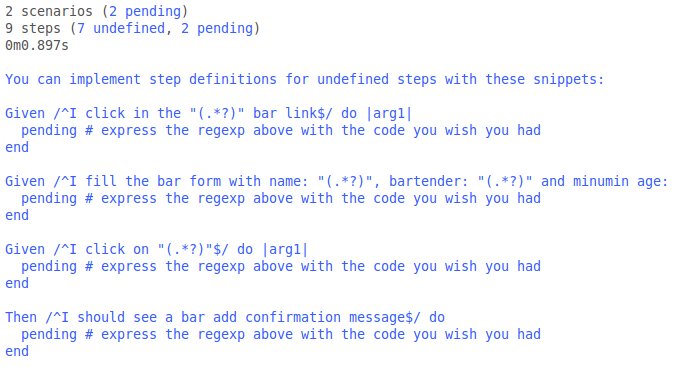 2 scenarios (2 pending)
9 steps (7 undefined, 2 pending)
0m0.897s

You can implement step definitions for undefined steps with these snippets:

Given /^I click in the "(.*?)" bar link$/ do |arg1|
  pending # express the regexp above with the code you wish you had
end

Given /^I fill the bar form with name: "(.*?)", bartender: "(.*?)" and minumin age:
  pending # express the regexp above with the code you wish you had
end

Given /^I click on "(.*?)"$/ do |arg1|
  pending # express the regexp above with the code you wish you had
end

Then /^I should see a bar add confirmation message$/ do
  pending # express the regexp above with the code you wish you had
end